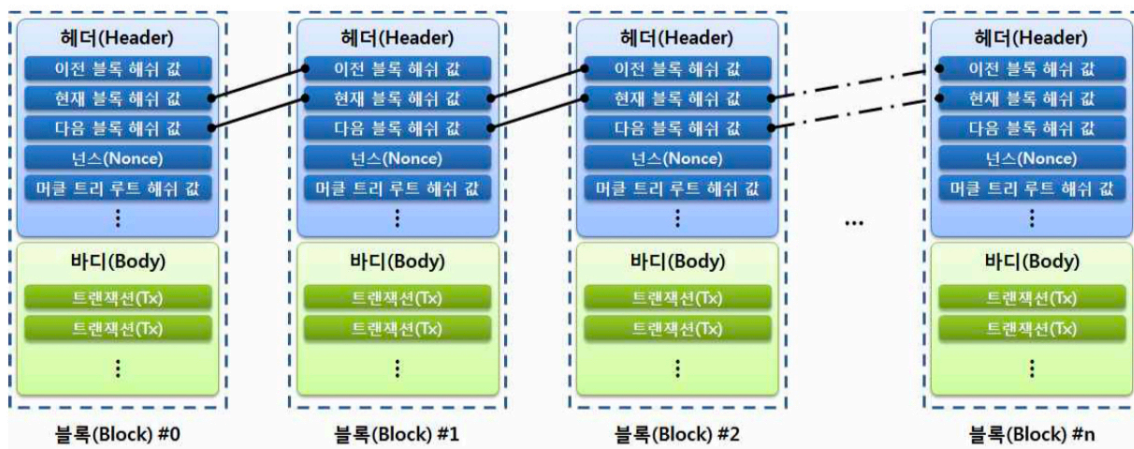 헤더(Header)
이전 블록 해쉬 값
현재 블록 해쉬 값
다음 블록 해쉬 값
넌스(Nonce)
머클 트리 루트 해쉬 값
⋮
바디(Body)
트랜잭션(Tx)
트랜잭션(Tx)
⋮
블록(Block) #0
헤더(Header)
이전 블록 해쉬 값
현재 블록 해쉬 값
다음 블록 해쉬 값
넌스(Nonce)
머클 트리 루트 해쉬 값
⋮
바디(Body)
트랜잭션(Tx)
트랜잭션(Tx)
⋮
블록(Block) #1
헤더(Header)
이전 블록 해쉬 값
현재 블록 해쉬 값
다음 블록 해쉬 값
넌스(Nonce)
머클 트리 루트 해쉬 값
⋮
바디(Body)
트랜잭션(Tx)
트랜잭션(Tx)
⋮
블록(Block) #2
...
헤더(Header)
이전 블록 해쉬 값
현재 블록 해쉬 값
다음 블록 해쉬 값
넌스(Nonce)
머클 트리 루트 해쉬 값
⋮
바디(Body)
트랜잭션(Tx)
트랜잭션(Tx)
⋮
블록(Block) #n